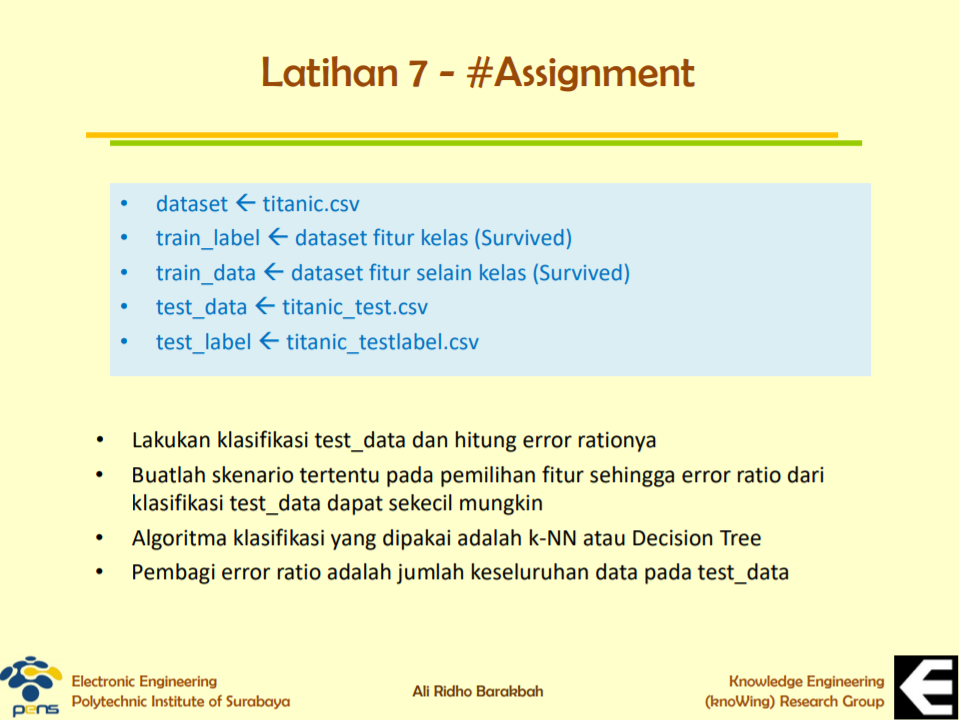 Latihan 7 - #Assignment
• dataset ← titanic.csv
• train_label ← dataset fitur kelas (Survived)
• train_data ← dataset fitur selain kelas (Survived)
• test_data ← titanic_test.csv
• test_label ← titanic_testlabel.csv
• Lakukan klasifikasi test_data dan hitung error rationya
• Buatlah skenario tertentu pada pemilihan fitur sehingga error ratio dari
klasifikasi test_data dapat sekecil mungkin
• Algoritma klasifikasi yang dipakai adalah k-NN atau Decision Tree
• Pembagi error ratio adalah jumlah keseluruhan data pada test_data
pens
Electronic Engineering
Polytechnic Institute of Surabaya
Ali Ridho Barakbah
Knowledge Engineering
(knoWing) Research Group